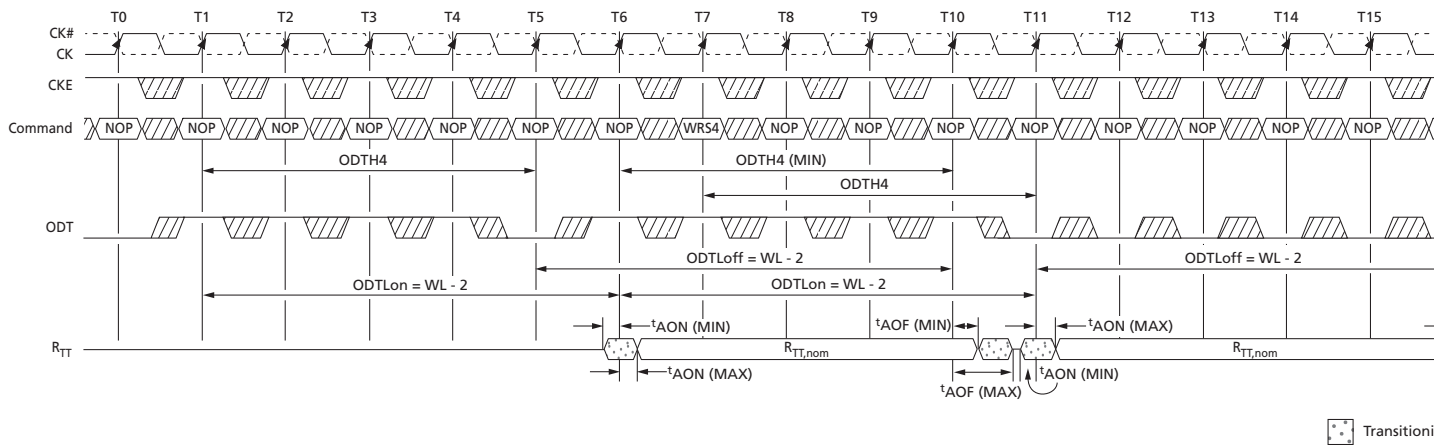 T0 T1 T2 T3 T4 T5 T6 T7 T8 T9 T10 T11 T12 T13 T14 T15
CK#
CK
CKE
Command NOP NOP NOP NOP NOP NOP NOP WRS4 NOP NOP NOP NOP NOP NOP NOP NOP
ODTH4 ODTH4 (MIN)
ODTH4
ODT
ODTLoff = WL - 2 ODTLoff = WL - 2
ODTLon = WL - 2 ODTLon = WL - 2
tAON (MIN) tAOF (MIN) tAON (MAX)
RTT RTT,nom RTT,nom
tAON (MAX) tAON (MIN)
tAOF (MAX)
Transitioni